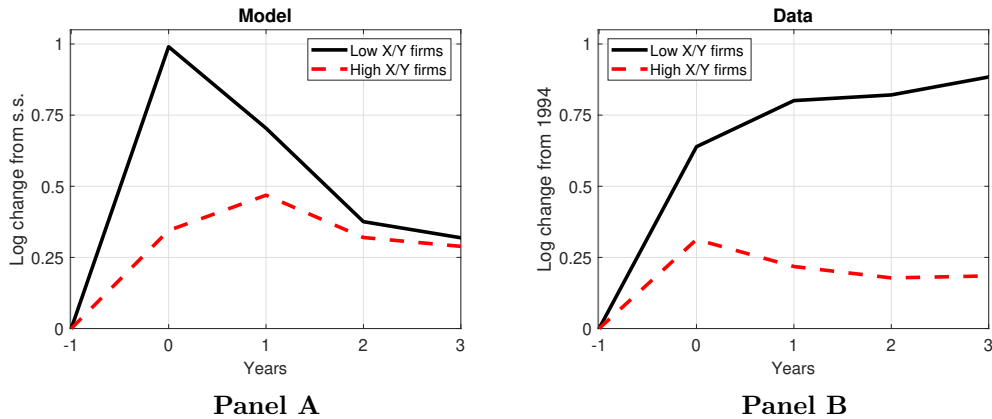 Model
Low X/Y firms
High X/Y firms
Log change from s.s.
1
0.75
0.5
0.25
0
-1
0
1
2
3
Years
Panel A
Data
Low X/Y firms
High X/Y firms
Log change from 1994
1
0.75
0.5
0.25
0
-1
0
1
2
3
Years
Panel B